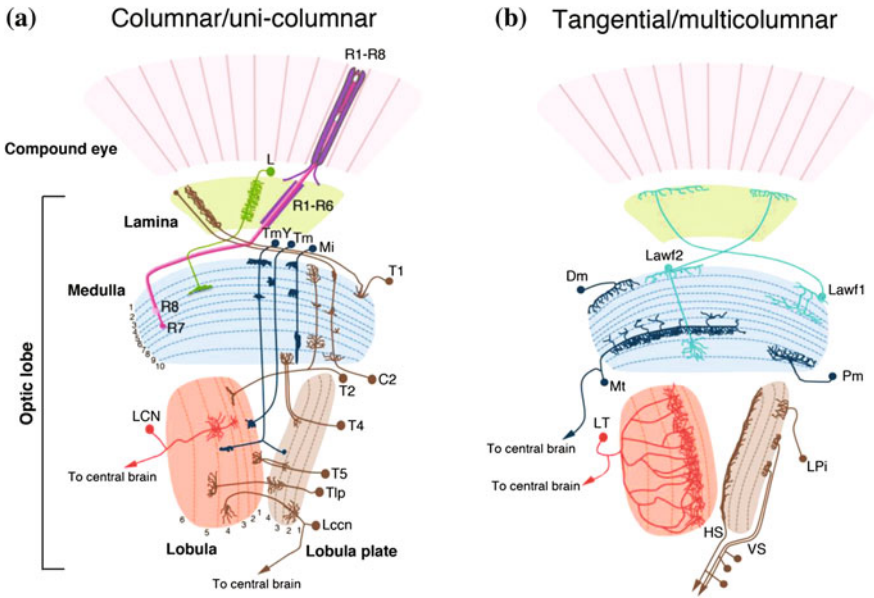 (a) Columnar/uni-columnar
R1-R8
Compound eye
L
R1-R6
Lamina
TmY Tm
Mi
T1
Medulla
1
2
3
4
5
6
7
8
9
10
R8
R7
Optic lobe
C2
T2
LCN
T4
To central brain
T5
Tlp
Lccn
6 5 4 3 2 1 4 3 2 1
Lobula
Lobula plate
To central brain
(b) Tangential/multicolumnar
Lawf2
Dm
Lawf1
Mt
Pm
To central brain
LT
LPi
To central brain
HS
VS